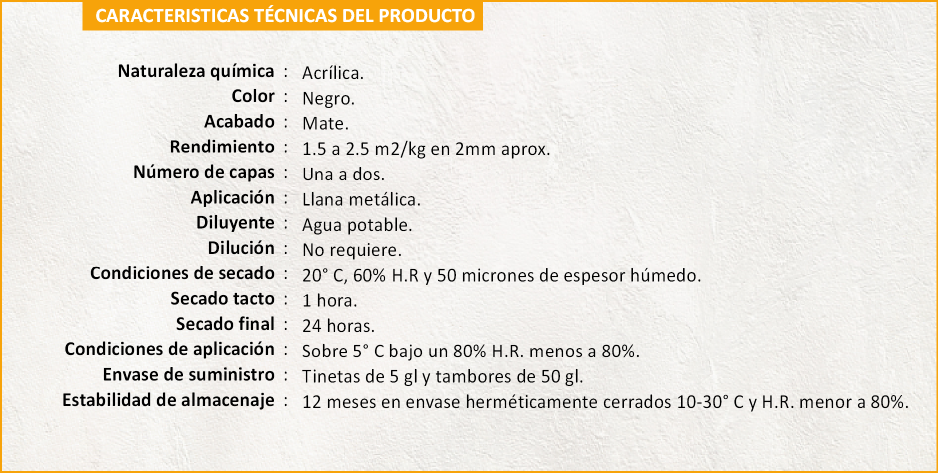 CARACTERISTICAS TÉCNICAS DEL PRODUCTO
Naturaleza química : Acrílica.
Color : Negro.
Acabado : Mate.
Rendimiento : 1.5 a 2.5 m2/kg en 2mm aprox.
Número de capas : Una a dos.
Aplicación : Llana metálica.
Diluyente : Agua potable.
Dilución : No requiere.
Condiciones de secado : 20° C, 60% H.R y 50 micrones de espesor húmedo.
Secado tacto : 1 hora.
Secado final : 24 horas.
Condiciones de aplicación : Sobre 5° C bajo un 80% H.R. menos a 80%.
Envase de suministro : Tinetas de 5 gl y tambores de 50 gl.
Estabilidad de almacenaje : 12 meses en envase herméticamente cerrados 10-30° C y H.R. menor a 80%.